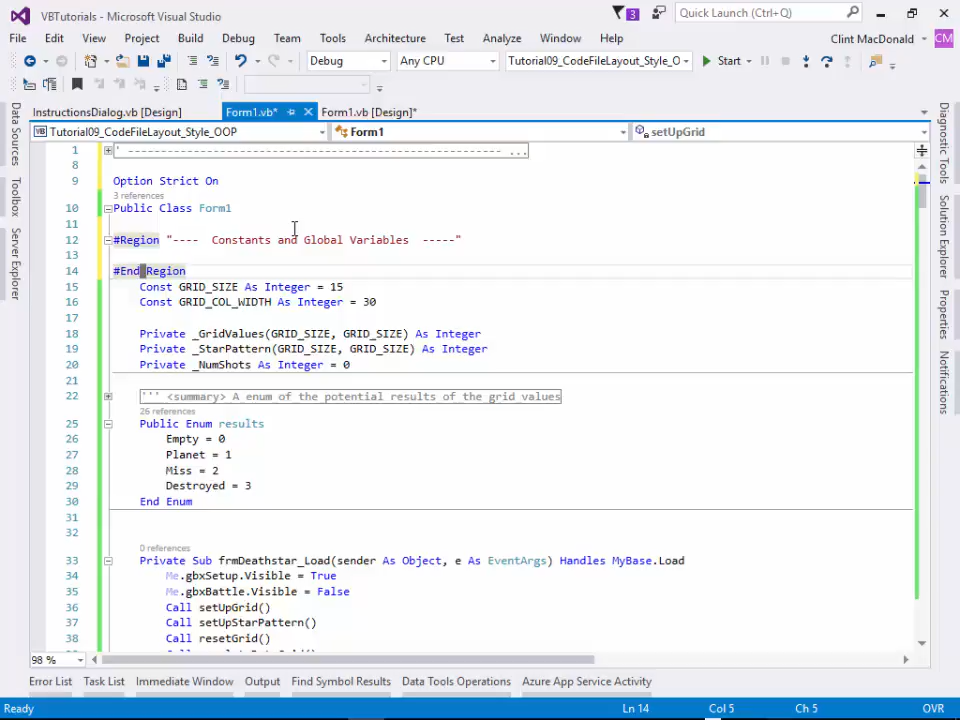 VBTutorials - Microsoft Visual Studio
3
Quick Launch (Ctrl+Q)
File Edit View Project Build Debug Team Tools Architecture Test Analyze Window Help
Clint MacDonald CM
Debug Any CPU Tutorial09_CodeFileLayout_Style_O Start
InstructionsDialog.vb [Design] Form1.vb* Form1.vb [Design]*
Tutorial09_CodeFileLayout_Style_OOP Form1 setUpGrid
Data Sources
Toolbox
Server Explorer
1 ' --------------------------------------------------------- ...
8
9 Option Strict On
3 references
10 Public Class Form1
11
12 #Region "---- Constants and Global Variables -----"
13
14 #End Region
15 Const GRID_SIZE As Integer = 15
16 Const GRID_COL_WIDTH As Integer = 30
17
18 Private _GridValues(GRID_SIZE, GRID_SIZE) As Integer
19 Private _StarPattern(GRID_SIZE, GRID_SIZE) As Integer
20 Private _NumShots As Integer = 0
21
22 ''' <summary> A enum of the potential results of the grid values
26 references
25 Public Enum results
26 Empty = 0
27 Planet = 1
28 Miss = 2
29 Destroyed = 3
30 End Enum
31
32
0 references
33 Private Sub frmDeathstar_Load(sender As Object, e As EventArgs) Handles MyBase.Load
34 Me.gbxSetup.Visible = True
35 Me.gbxBattle.Visible = False
36 Call setUpGrid()
37 Call setUpStarPattern()
38 Call resetGrid()
Diagnostic Tools
Solution Explorer
Properties
Notifications
98 %
Error List Task List Immediate Window Output Find Symbol Results Data Tools Operations Azure App Service Activity
Ready Ln 14 Col 5 Ch 5 OVR